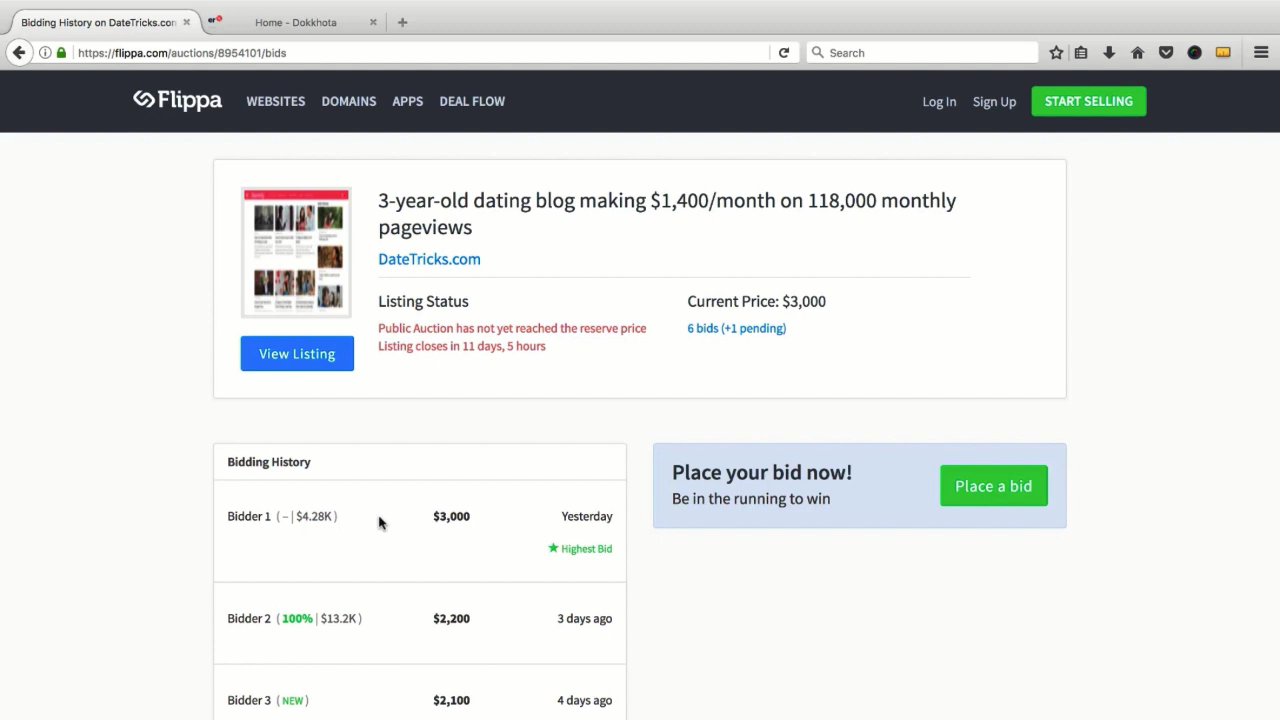 Bidding History on DateTricks.con
Home - Dokkhota
https://flippa.com/auctions/8954101/bids
Search
Flippa WEBSITES DOMAINS APPS DEAL FLOW Log In Sign Up START SELLING
3-year-old dating blog making $1,400/month on 118,000 monthly
pageviews
DateTricks.com
Listing Status
Public Auction has not yet reached the reserve price
Listing closes in 11 days, 5 hours
Current Price: $3,000
6 bids (+1 pending)
View Listing
Bidding History
Bidder 1 ( – | $4.28K ) $3,000 Yesterday
★ Highest Bid
Bidder 2 ( 100% | $13.2K ) $2,200 3 days ago
Bidder 3 ( NEW ) $2,100 4 days ago
Place your bid now!
Be in the running to win
Place a bid